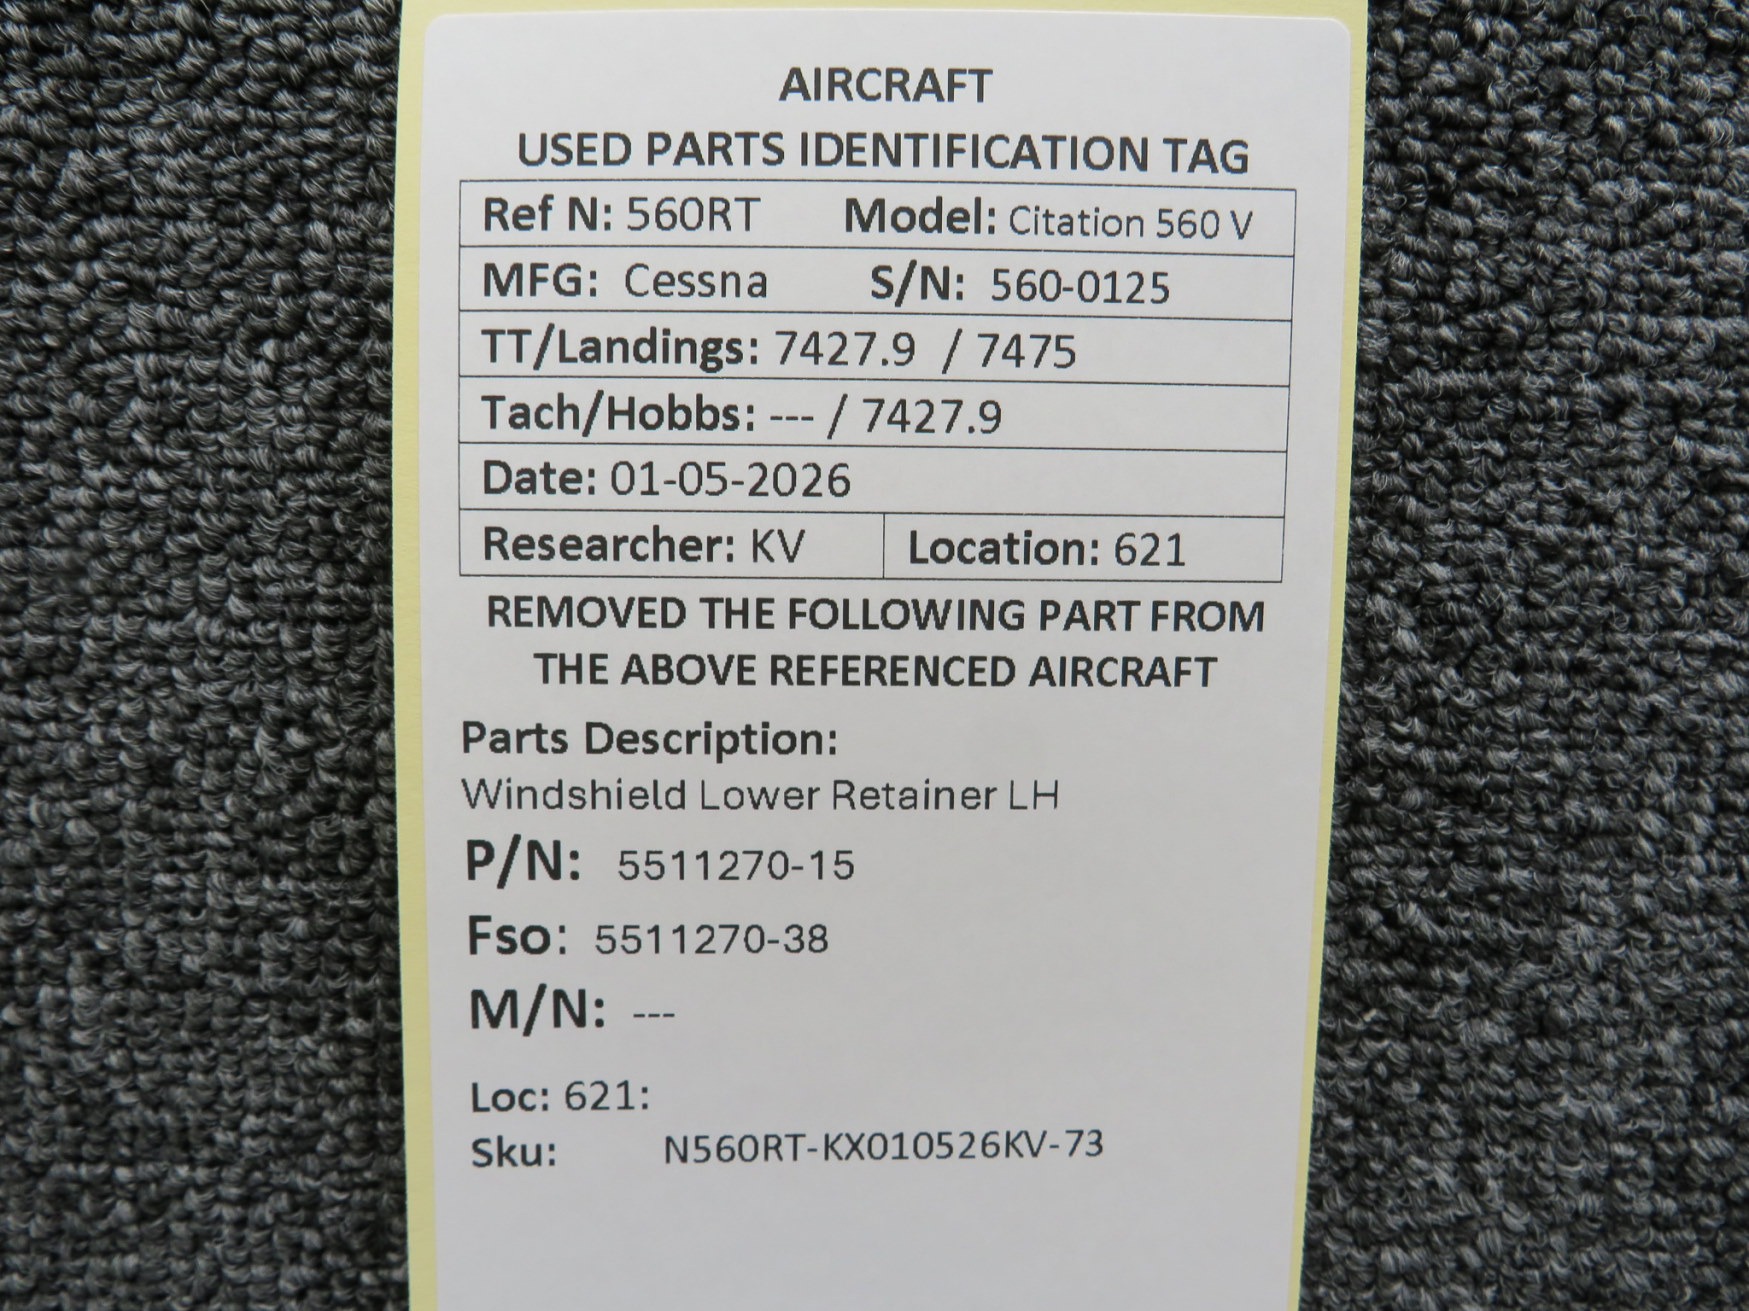 AIRCRAFT
USED PARTS IDENTIFICATION TAG
Ref N: 560RT Model: Citation 560 V
MFG: Cessna S/N: 560-0125
TT/Landings: 7427.9 / 7475
Tach/Hobbs: --- / 7427.9
Date: 01-05-2026
Researcher: KV Location: 621
REMOVED THE FOLLOWING PART FROM
THE ABOVE REFERENCED AIRCRAFT
Parts Description:
Windshield Lower Retainer LH
P/N: 5511270-15
Fso: 5511270-38
M/N: ---
Loc: 621:
Sku: N560RT-KX010526KV-73